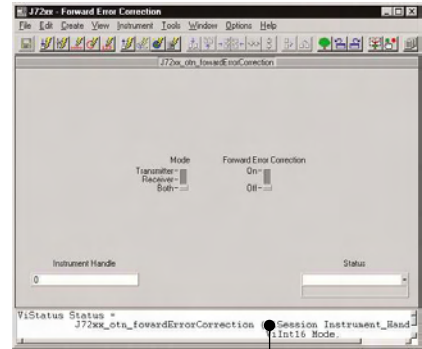 J72xx - Forward Error Correction
File Edit Create View Instrument Tools Window Options Help
J72xx_otn_fowardErrorCorrection
Mode
Transmitter
Receiver
Both
Forward Error Correction
On
Off
Instrument Handle
0
Status
ViStatus Status =
J72xx_otn_fowardErrorCorrection Session Instrument_Hand
ViInt16 Mode,